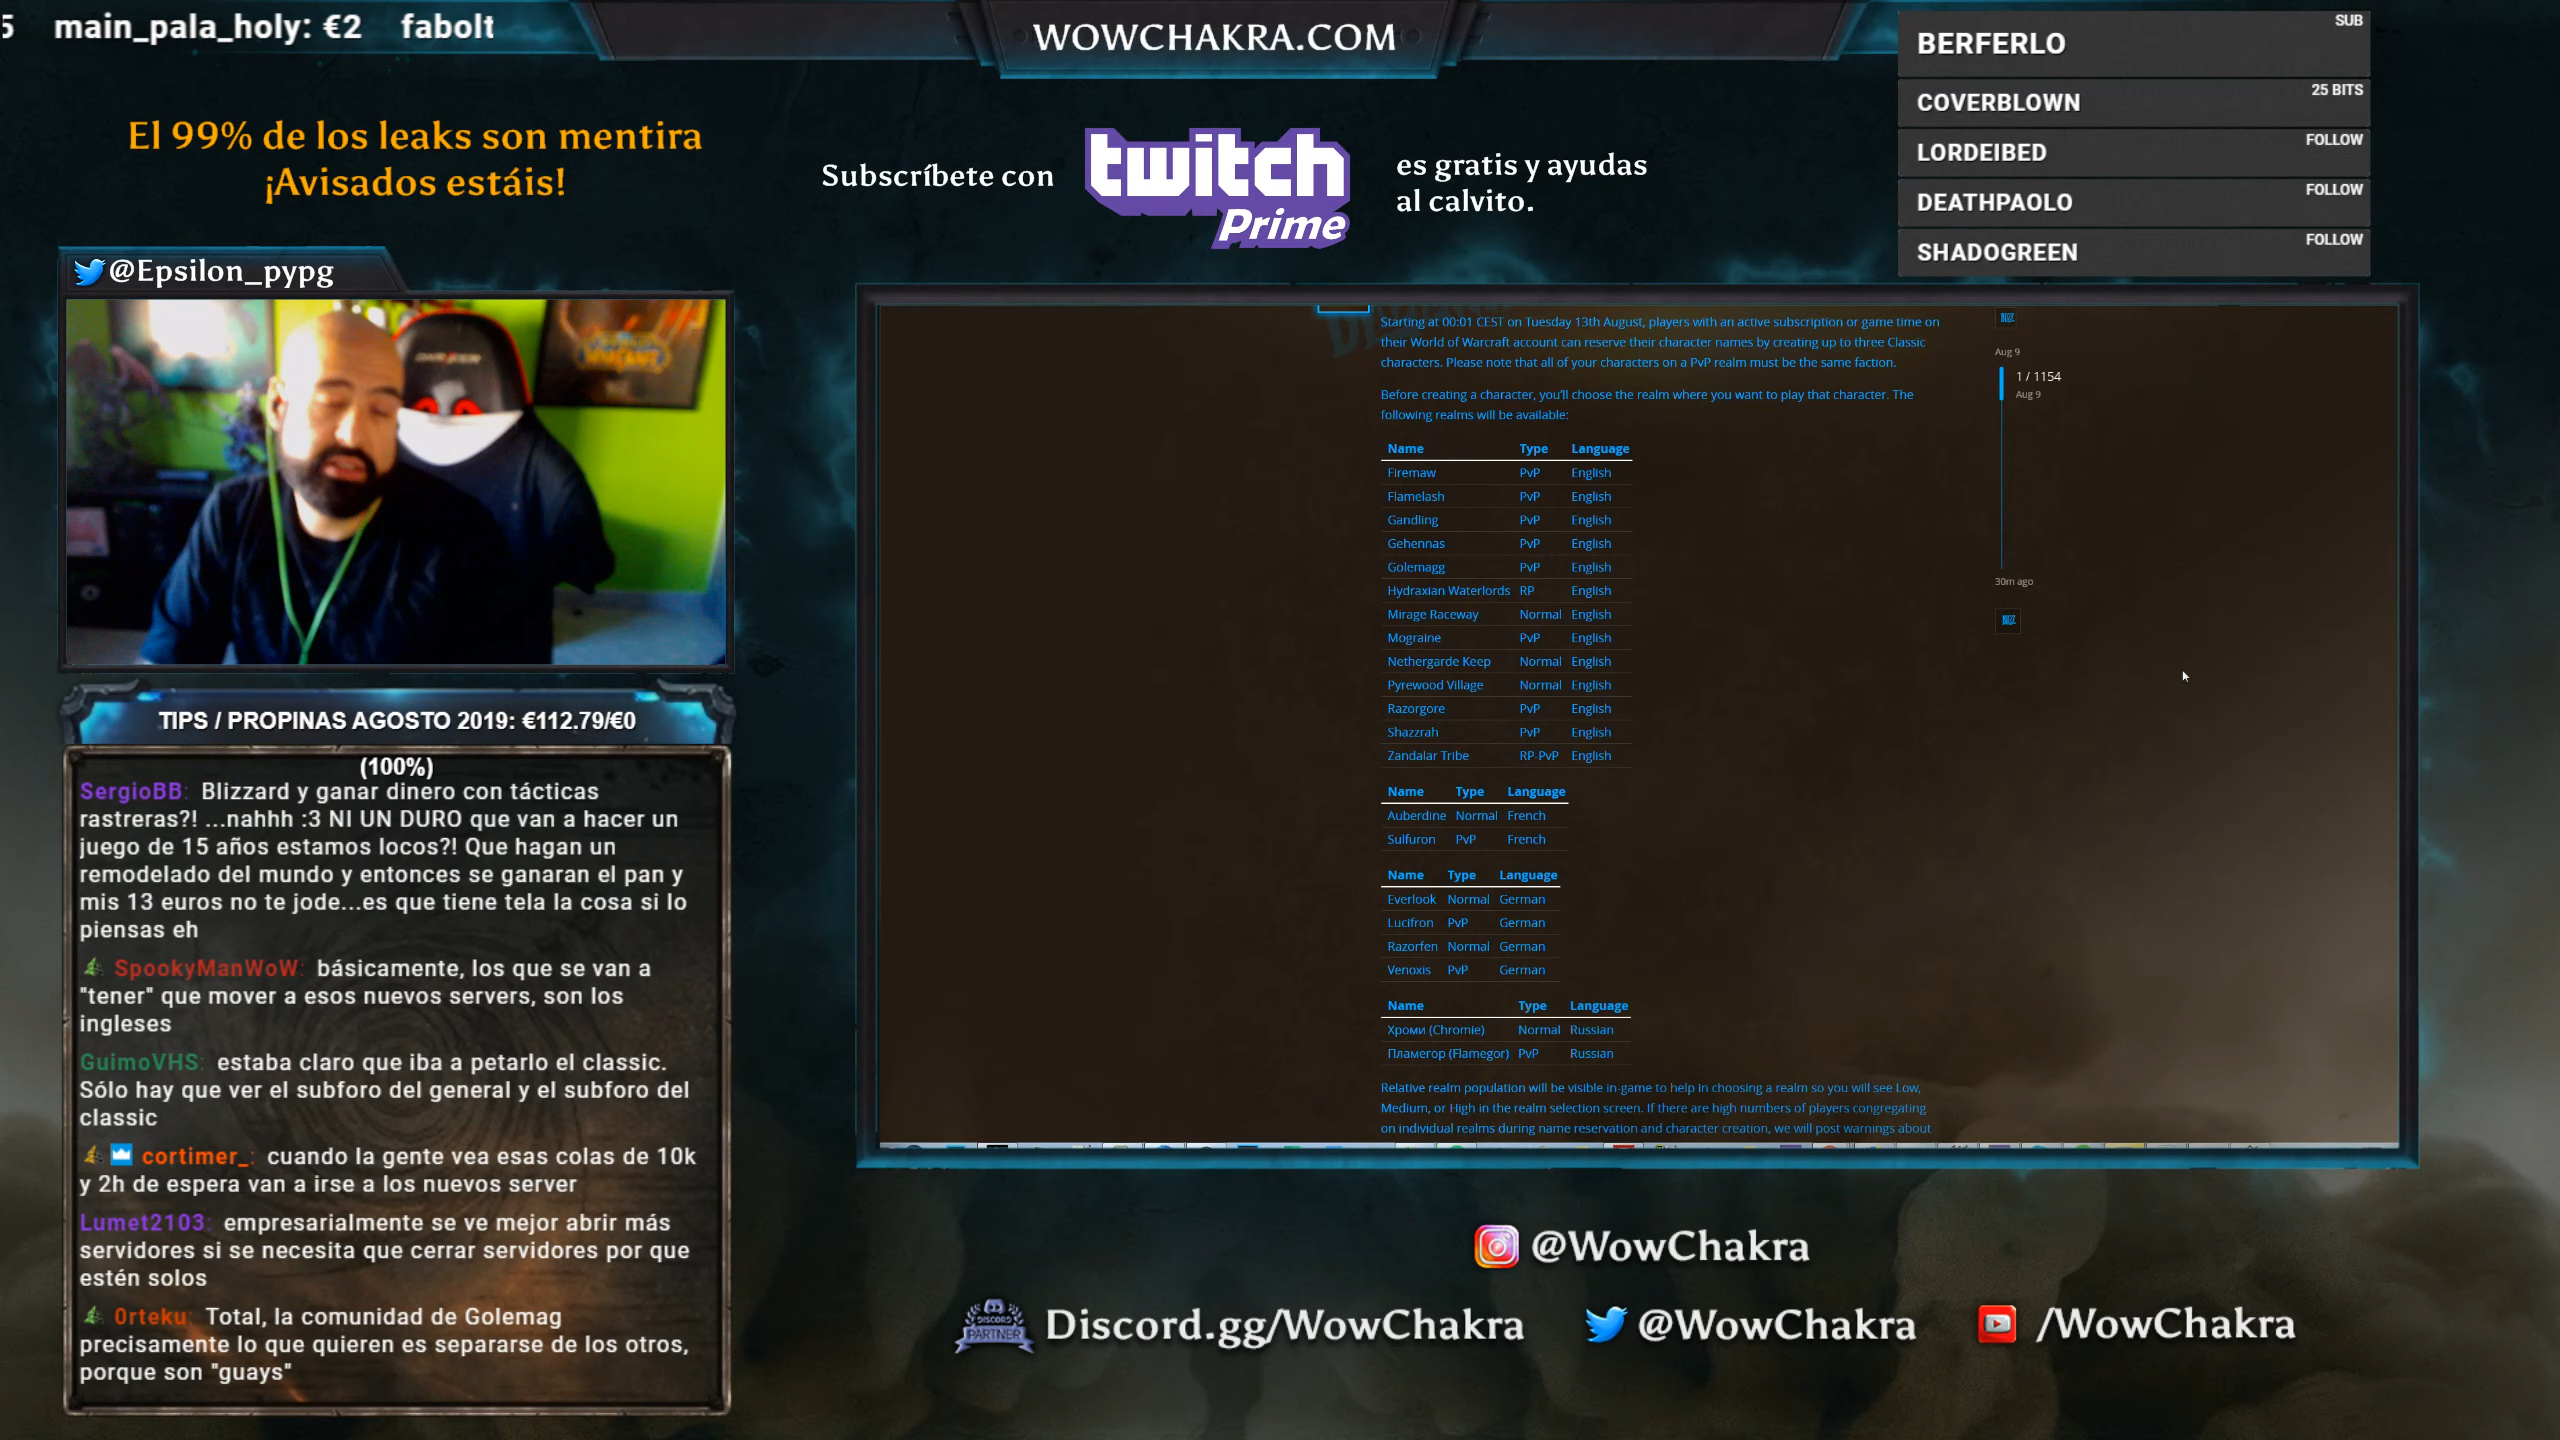 5 main_pala_holy: €2 fabolt
WOWCHAKRA.COM
El 99% de los leaks son mentira
¡Avisados estáis!
Subscríbete con
twitch
Prime
es gratis y ayudas
al calvito.
BERFERLO SUB
COVERBLOWN 25 BITS
LORDEIBED FOLLOW
DEATHPAOLO FOLLOW
SHADOGREEN FOLLOW
@Epsilon_pypg
TIPS / PROPINAS AGOSTO 2019: €112.79/€0
(100%)
SergioBB: Blizzard y ganar dinero con tácticas
rastreras?! ...nahhh :3 NI UN DURO que van a hacer un
juego de 15 años estamos locos?! Que hagan un
remodelado del mundo y entonces se ganaran el pan y
mis 13 euros no te jode...es que tiene tela la cosa si lo
piensas eh
SpookyManWoW: básicamente, los que se van a
"tener" que mover a esos nuevos servers, son los
ingleses
GuimoVHS: estaba claro que iba a petarlo el classic.
Sólo hay que ver el subforo del general y el subforo del
classic
cortimer_: cuando la gente vea esas colas de 10k
y 2h de espera van a irse a los nuevos server
Lumet2103: empresarialmente se ve mejor abrir más
servidores si se necesita que cerrar servidores por que
estén solos
0rteku: Total, la comunidad de Golemag
precisamente lo que quieren es separarse de los otros,
porque son "guays"
Starting at 00:01 CEST on Tuesday 13th August, players with an active subscription or game time on
their World of Warcraft account can reserve their character names by creating up to three Classic
characters. Please note that all of your characters on a PvP realm must be the same faction.
Before creating a character, you'll choose the realm where you want to play that character. The
following realms will be available:
Name Type Language
Firemaw PvP English
Flamelash PvP English
Gandling PvP English
Gehennas PvP English
Golemagg PvP English
Hydraxian Waterlords RP English
Mirage Raceway Normal English
Mograine PvP English
Nethergarde Keep Normal English
Pyrewood Village Normal English
Razorgore PvP English
Shazzrah PvP English
Zandalar Tribe RP-PvP English
Name Type Language
Auberdine Normal French
Sulfuron PvP French
Name Type Language
Everlook Normal German
Lucifron PvP German
Razorfen Normal German
Venoxis PvP German
Name Type Language
Хроми (Chromie) Normal Russian
Пламегор (Flamegor) PvP Russian
Relative realm population will be visible in-game to help in choosing a realm so you will see Low,
Medium, or High in the realm selection screen. If there are high numbers of players congregating
on individual realms during name reservation and character creation, we will post warnings about
Aug 9
1 / 1154
Aug 9
30m ago
@WowChakra
DISCORD
PARTNER
Discord.gg/WowChakra
@WowChakra
/WowChakra